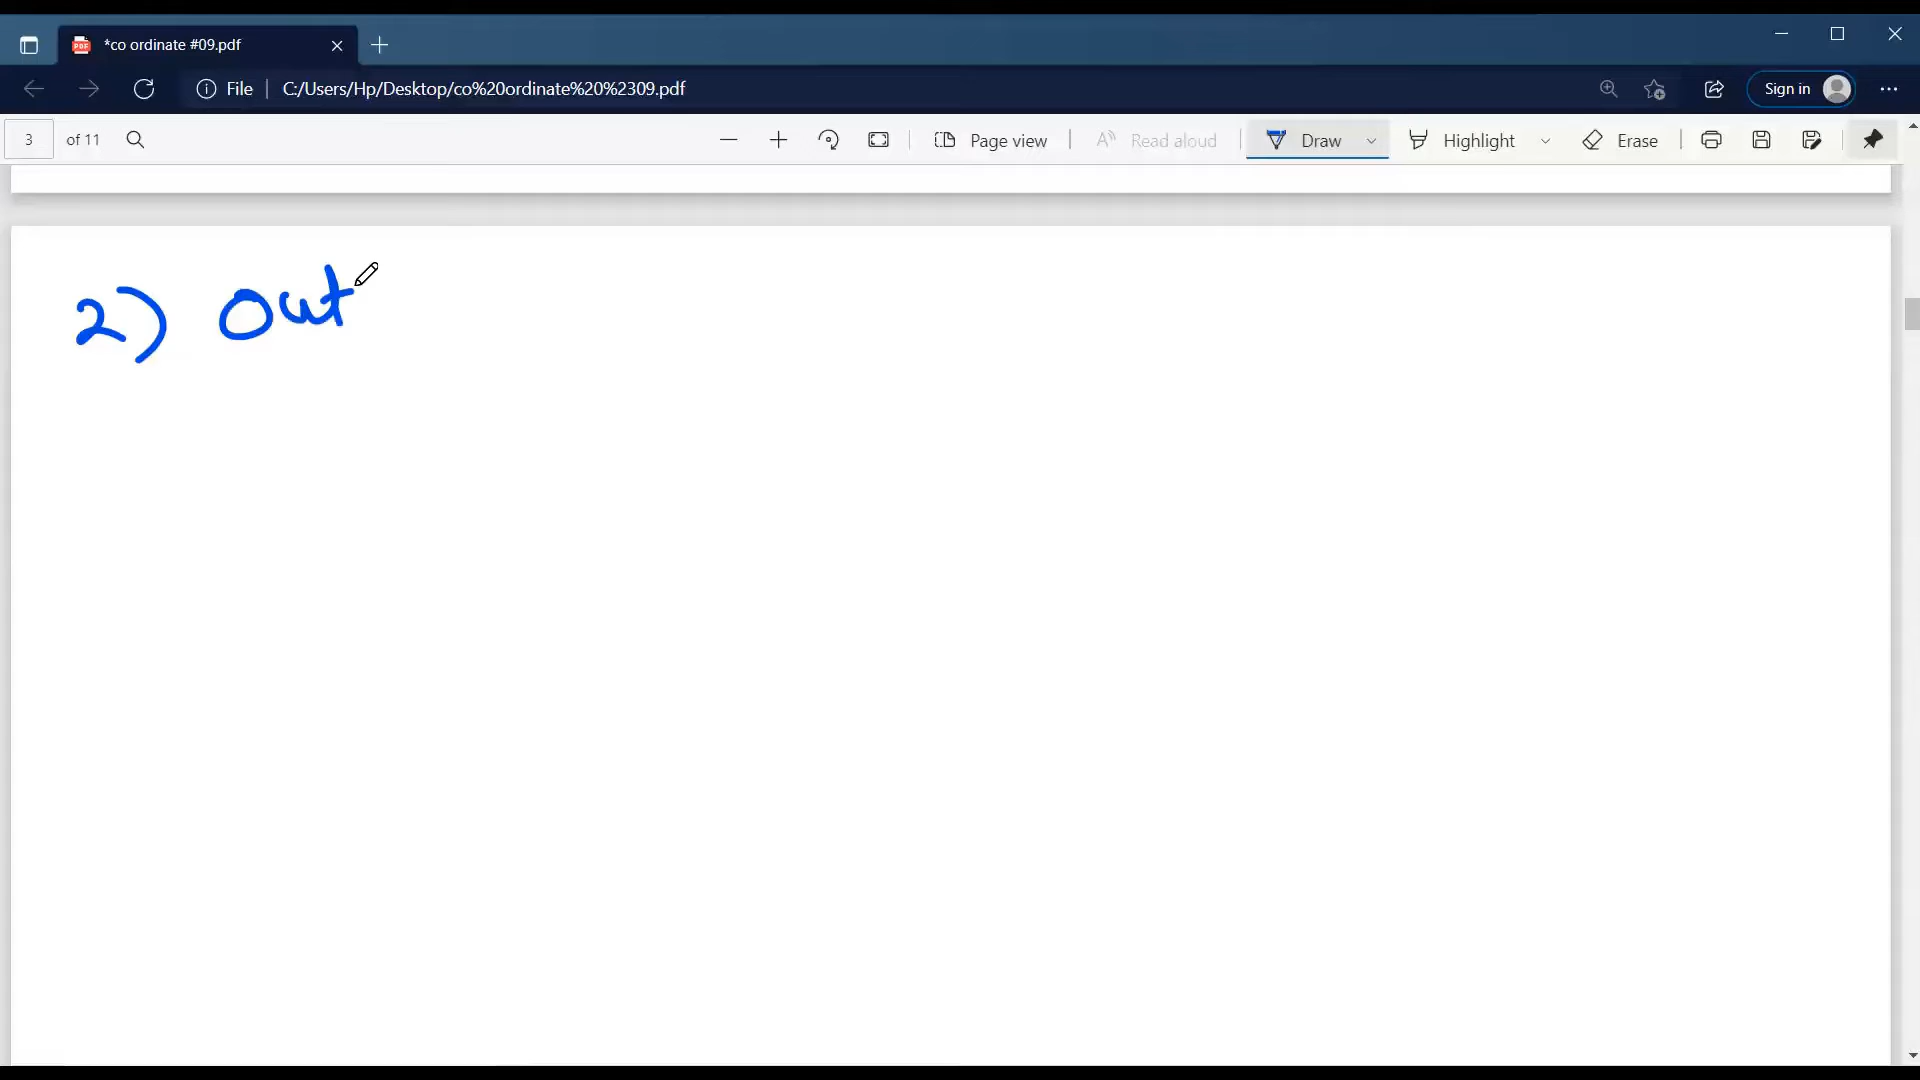 *co ordinate #09.pdf
File | C:/Users/Hp/Desktop/co%20ordinate%20%2309.pdf Sign in
3 of 11 Page view Read aloud Draw Highlight Erase
2) Out